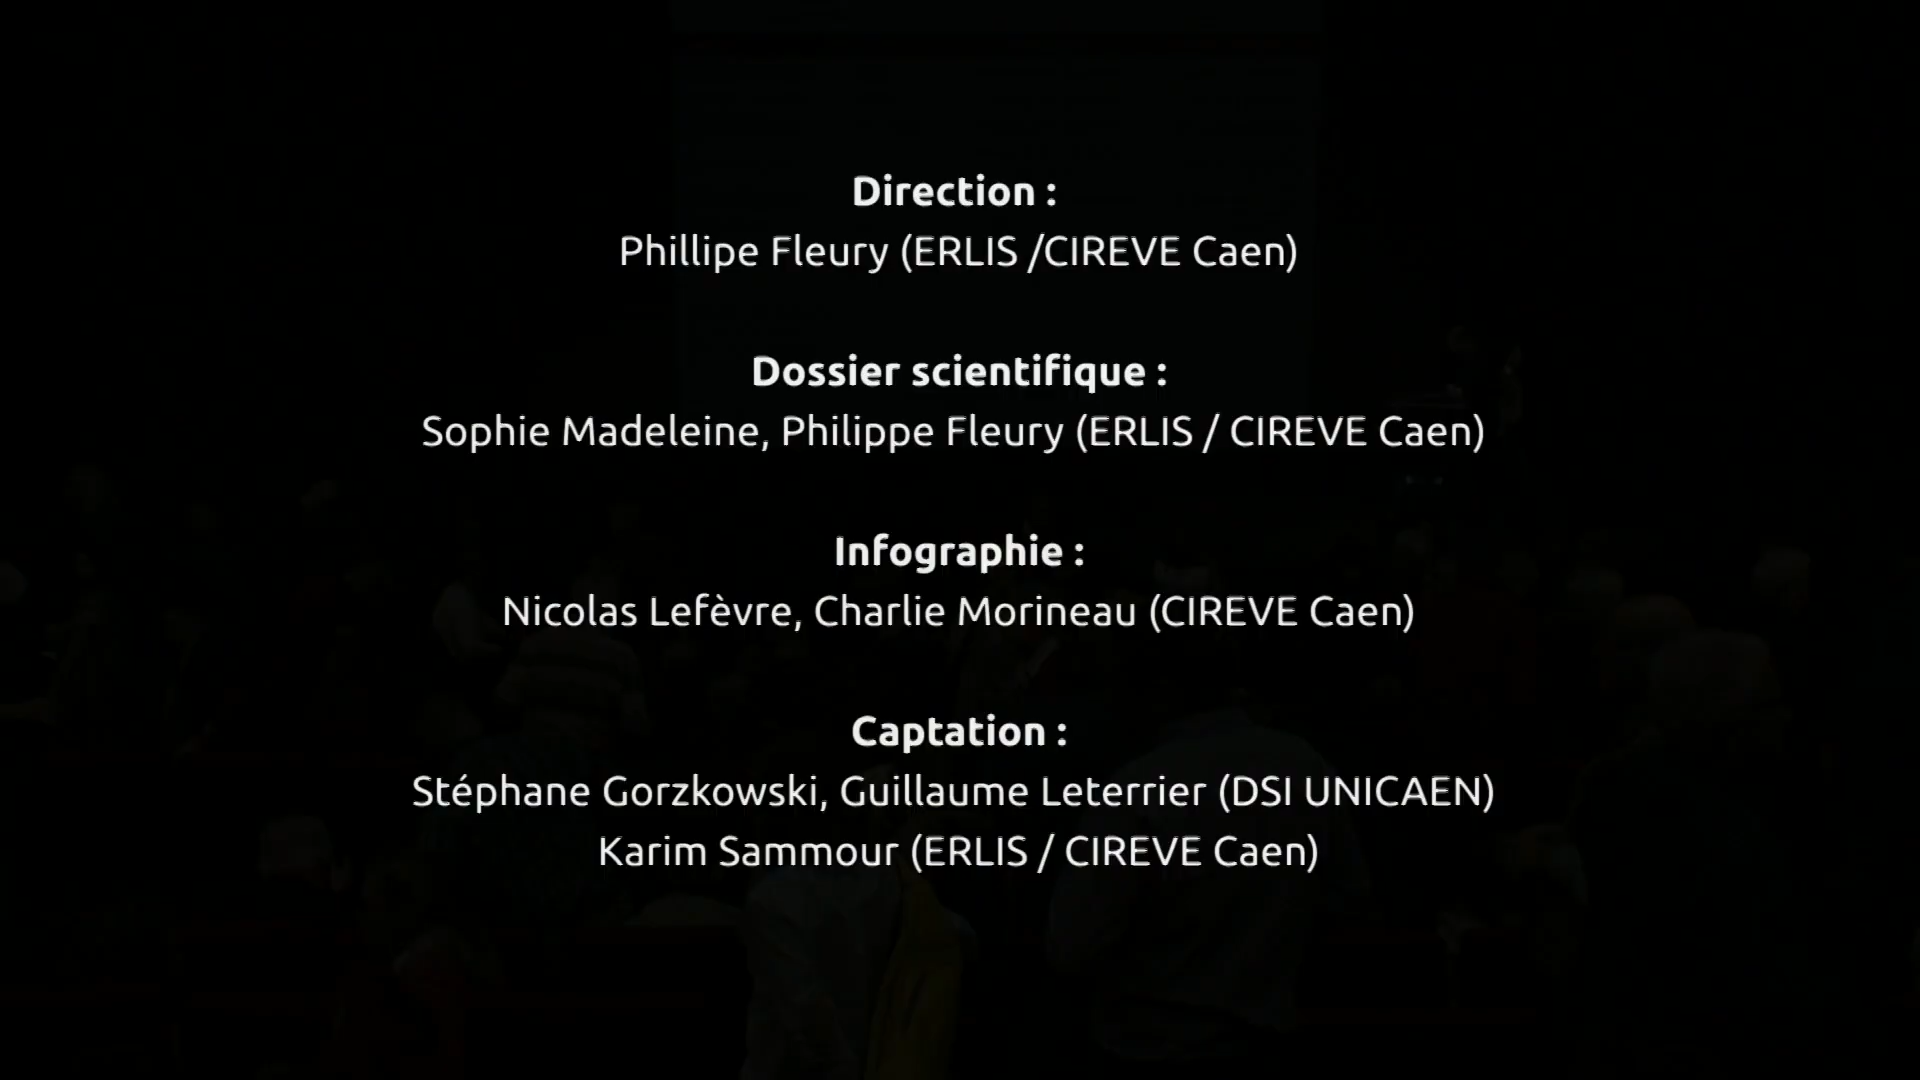 Direction :
Phillipe Fleury (ERLIS /CIREVE Caen)
Dossier scientifique :
Sophie Madeleine, Philippe Fleury (ERLIS / CIREVE Caen)
Infographie :
Nicolas Lefèvre, Charlie Morineau (CIREVE Caen)
Captation :
Stéphane Gorzkowski, Guillaume Leterrier (DSI UNICAEN)
Karim Sammour (ERLIS / CIREVE Caen)